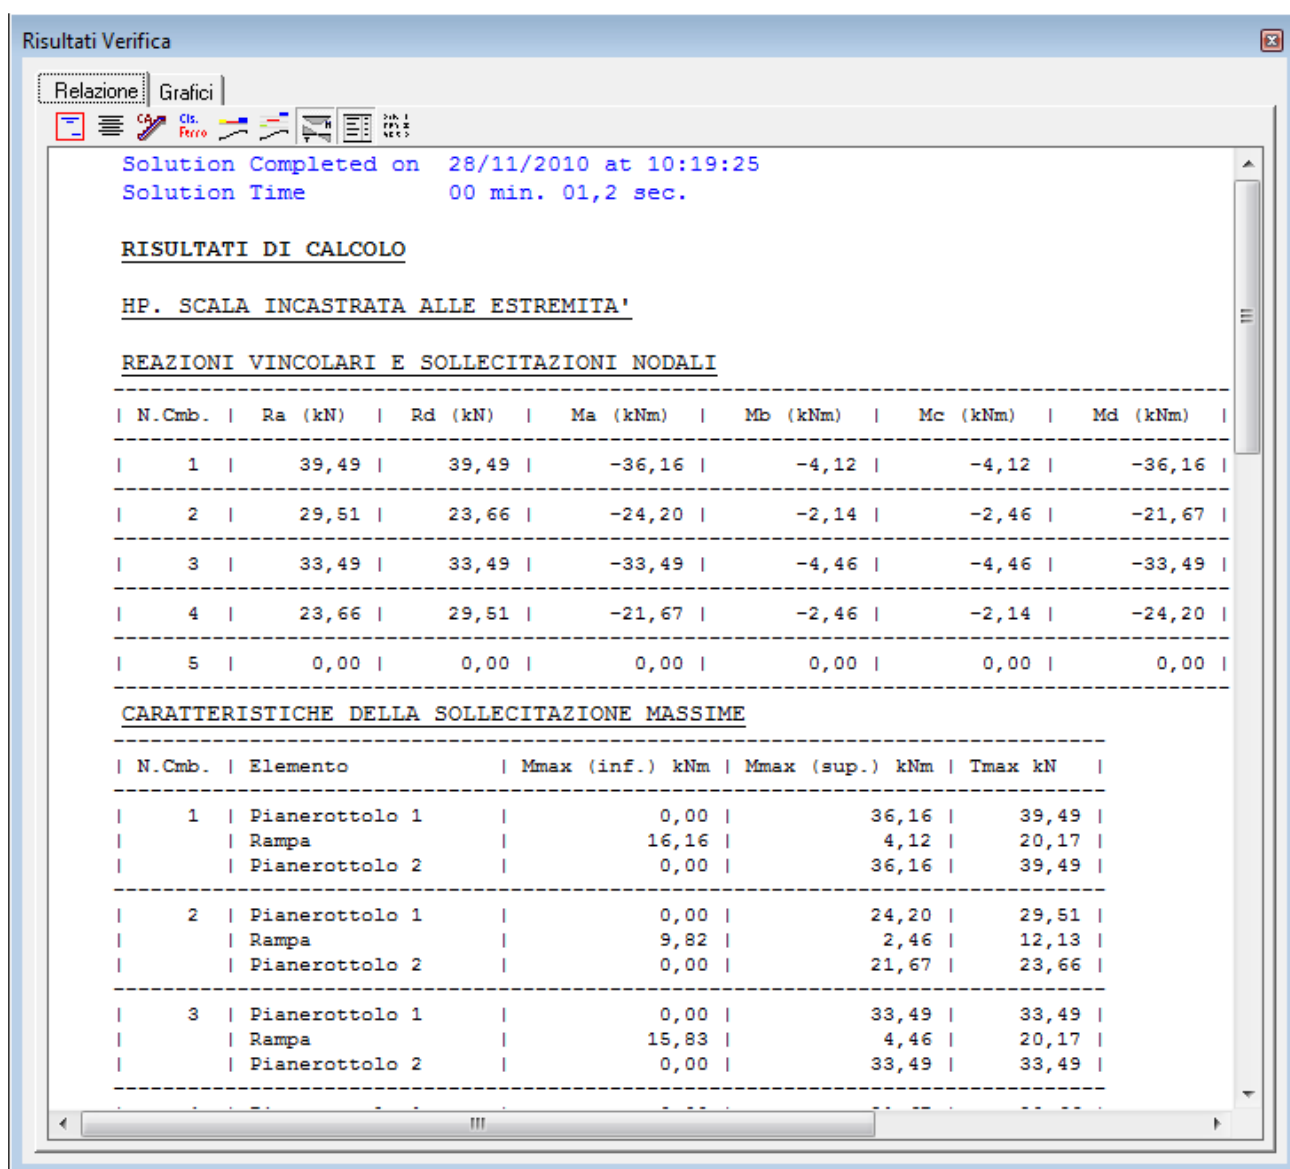 Risultati Verifica
Relazione Grafici
Solution Completed on 28/11/2010 at 10:19:25
Solution Time 00 min. 01,2 sec.
RISULTATI DI CALCOLO
HP. SCALA INCASTRATA ALLE ESTREMITA'
REAZIONI VINCOLARI E SOLLECITAZIONI NODALI
| N.Cmb. | Ra (kN) | Rd (kN) | Ma (kNm) | Mb (kNm) | Mc (kNm) | Md (kNm) |
| 1 | 39,49 | 39,49 | -36,16 | -4,12 | -4,12 | -36,16 |
| 2 | 29,51 | 23,66 | -24,20 | -2,14 | -2,46 | -21,67 |
| 3 | 33,49 | 33,49 | -33,49 | -4,46 | -4,46 | -33,49 |
| 4 | 23,66 | 29,51 | -21,67 | -2,46 | -2,14 | -24,20 |
| 5 | 0,00 | 0,00 | 0,00 | 0,00 | 0,00 | 0,00 |
CARATTERISTICHE DELLA SOLLECITAZIONE MASSIME
| N.Cmb. | Elemento | Mmax (inf.) kNm | Mmax (sup.) kNm | Tmax kN |
| 1 | Pianerottolo 1 | 0,00 | 36,16 | 39,49 |
| | Rampa | 16,16 | 4,12 | 20,17 |
| | Pianerottolo 2 | 0,00 | 36,16 | 39,49 |
| 2 | Pianerottolo 1 | 0,00 | 24,20 | 29,51 |
| | Rampa | 9,82 | 2,46 | 12,13 |
| | Pianerottolo 2 | 0,00 | 21,67 | 23,66 |
| 3 | Pianerottolo 1 | 0,00 | 33,49 | 33,49 |
| | Rampa | 15,83 | 4,46 | 20,17 |
| | Pianerottolo 2 | 0,00 | 33,49 | 33,49 |